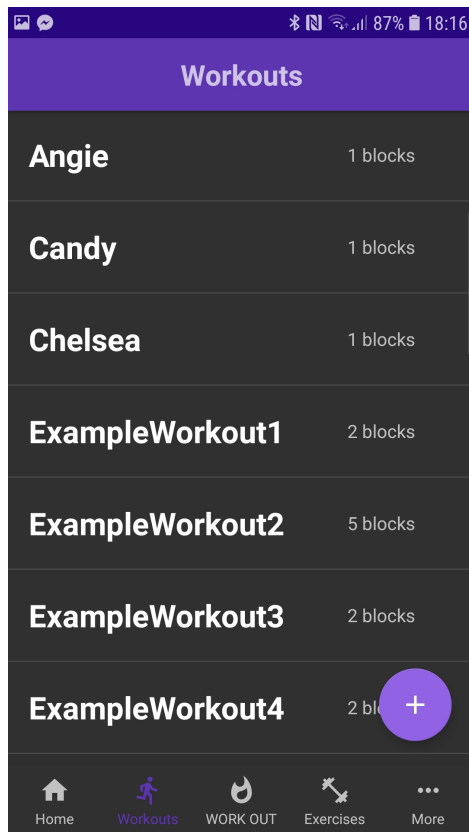 87% 18:16
Workouts
Angie 1 blocks
Candy 1 blocks
Chelsea 1 blocks
ExampleWorkout1 2 blocks
ExampleWorkout2 5 blocks
ExampleWorkout3 2 blocks
ExampleWorkout4 2
Home Workouts WORK OUT Exercises More